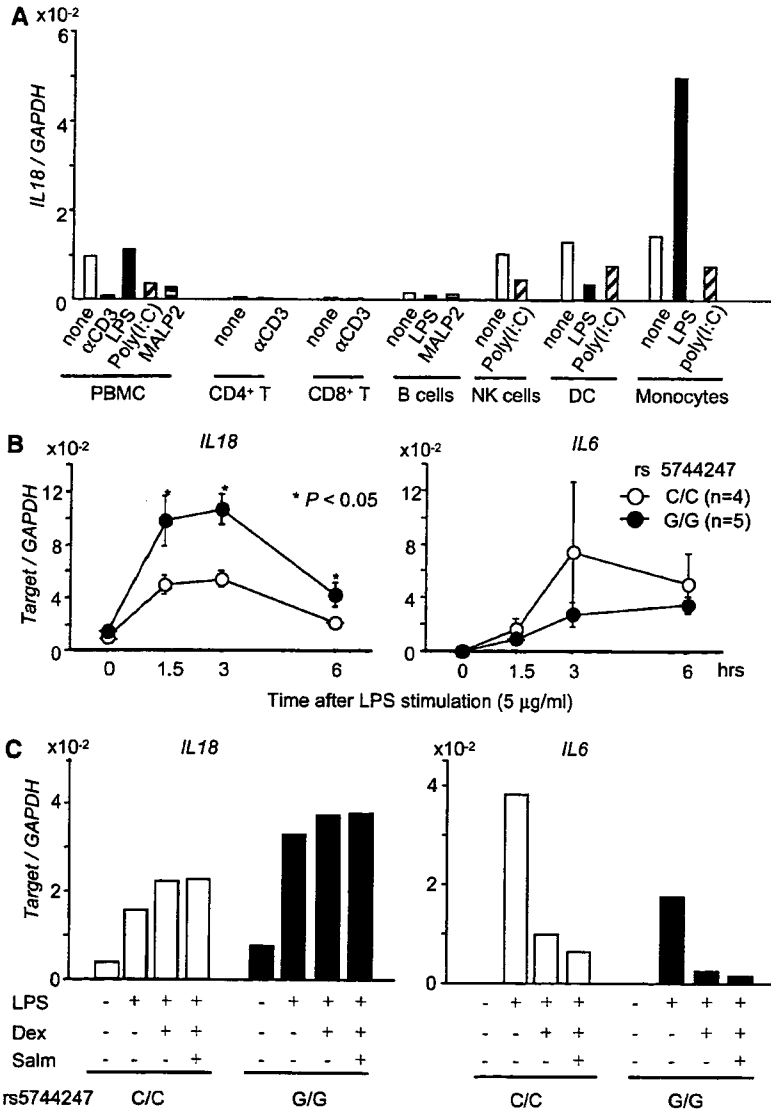 A
x10-2
6
4
2
0
IL18 / GAPDH
none αCD3 LPS Poly(I:C) MALP2 none αCD3 none αCD3 none LPS MALP2 none Poly(I:C) none LPS Poly(I:C) none LPS poly(I:C)
PBMC CD4+ T CD8+ T B cells NK cells DC Monocytes
B
x10-2 IL18 x10-2 IL6
rs 5744247
C/C (n=4)
G/G (n=5)
* P < 0.05
* * *
Target / GAPDH
12 12
8 8
4 4
0 0
0 1.5 3 6 0 1.5 3 6 hrs
Time after LPS stimulation (5 μg/ml)
C
x10-2 IL18 x10-2 IL6
Target / GAPDH
4 4
2 2
0 0
LPS - + + + - + + + - + + + - + + +
Dex - - + + - - + + - - + + - - + +
Salm - - - + - - - + - - - + - - - +
rs5744247 C/C G/G C/C G/G